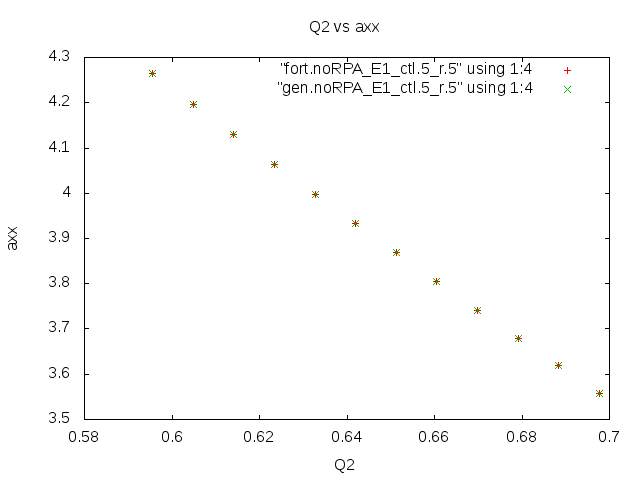 Q2 vs axx
4.3
4.2
4.1
4
3.9
3.8
3.7
3.6
3.5
axx
"fort.noRPA_E1_ctl.5_r.5" using 1:4
"gen.noRPA_E1_ctl.5_r.5" using 1:4
0.58 0.6 0.62 0.64 0.66 0.68 0.7
Q2